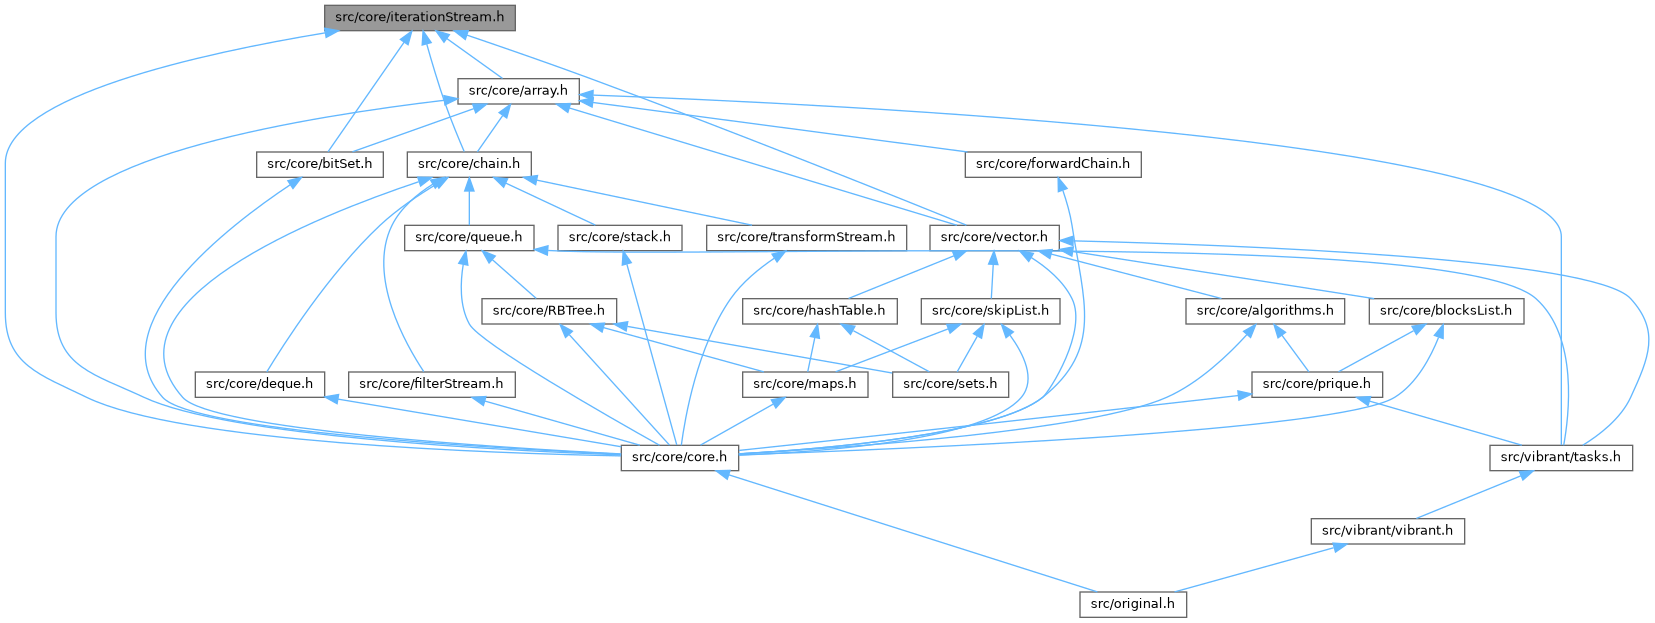 src/core/iterationStream.h
src/core/array.h
src/core/bitSet.h
src/core/chain.h
src/core/forwardChain.h
src/core/queue.h
src/core/stack.h
src/core/transformStream.h
src/core/vector.h
src/core/RBTree.h
src/core/hashTable.h
src/core/skipList.h
src/core/algorithms.h
src/core/blocksList.h
src/core/deque.h
src/core/filterStream.h
src/core/maps.h
src/core/sets.h
src/core/prique.h
src/core/core.h
src/vibrant/tasks.h
src/vibrant/vibrant.h
src/original.h